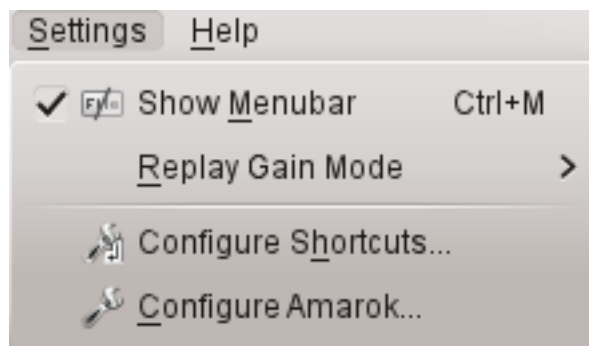 Settings Help
Show Menubar Ctrl+M
Replay Gain Mode
Configure Shortcuts...
Configure Amarok...